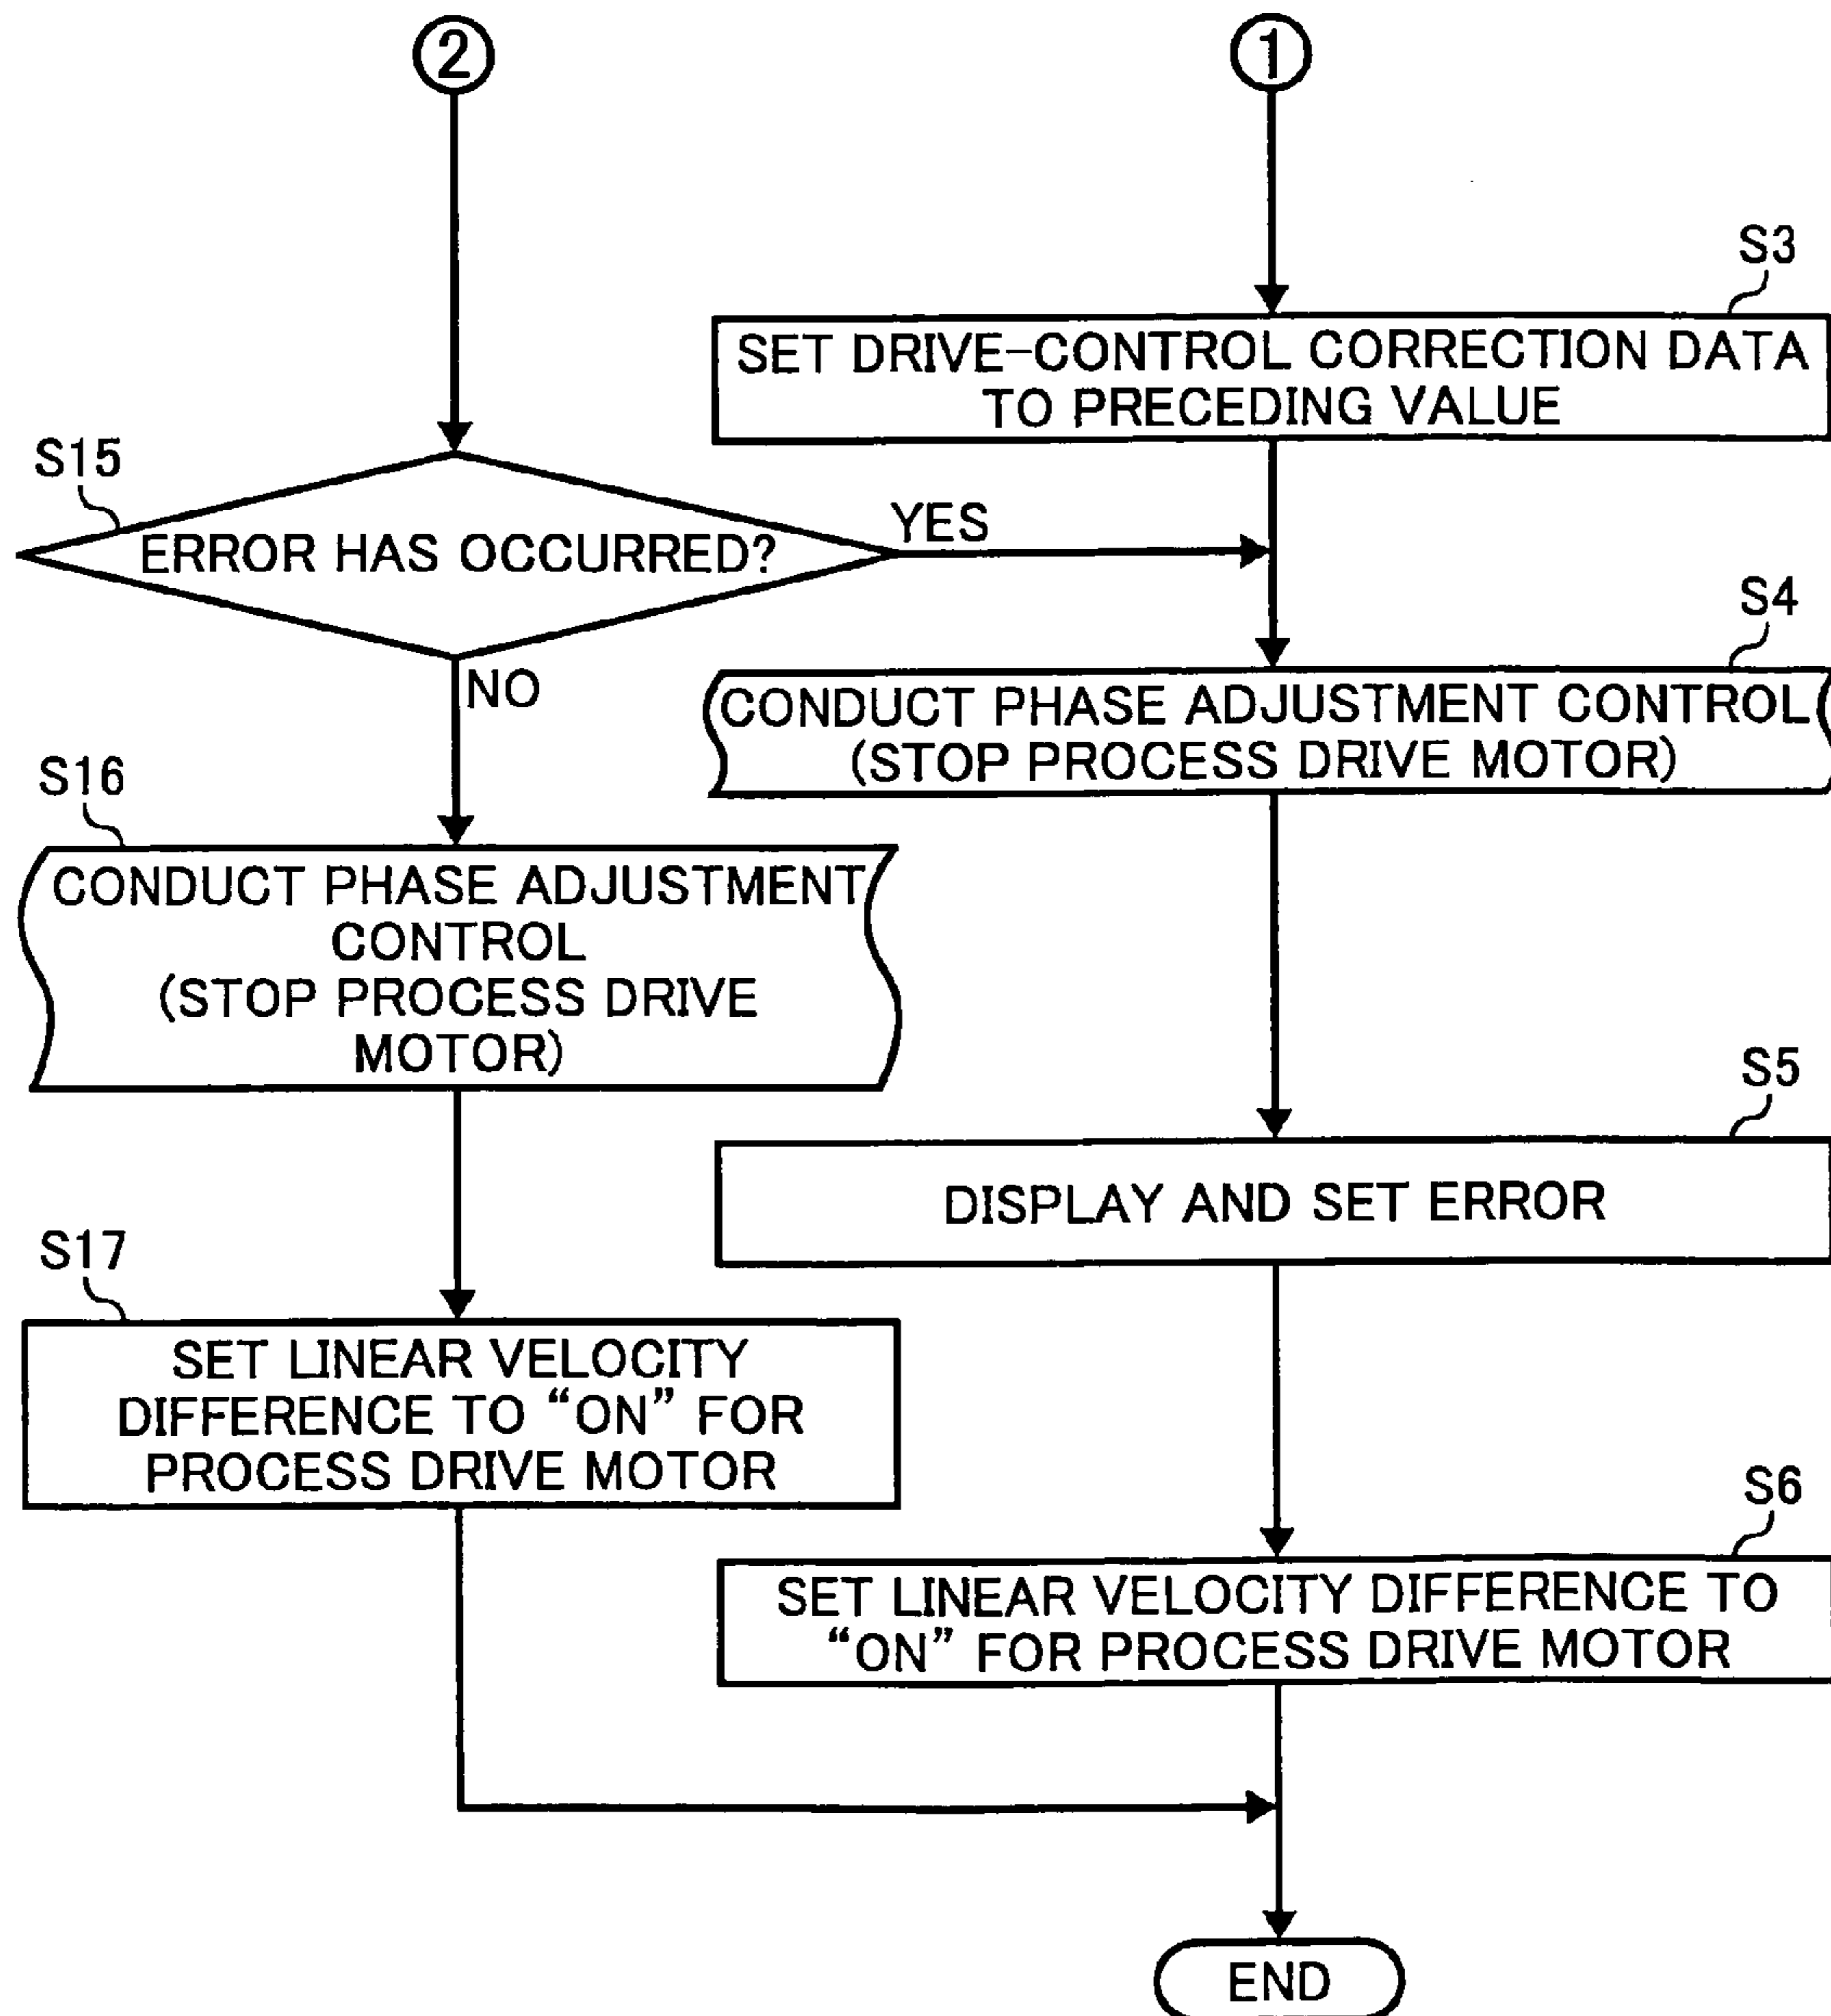 ②
①
S3
SET DRIVE-CONTROL CORRECTION DATA
TO PRECEDING VALUE
S15
ERROR HAS OCCURRED?
YES
NO
S4
CONDUCT PHASE ADJUSTMENT CONTROL
(STOP PROCESS DRIVE MOTOR)
S16
CONDUCT PHASE ADJUSTMENT
CONTROL
(STOP PROCESS DRIVE
MOTOR)
S5
DISPLAY AND SET ERROR
S17
SET LINEAR VELOCITY
DIFFERENCE TO “ON” FOR
PROCESS DRIVE MOTOR
S6
SET LINEAR VELOCITY DIFFERENCE TO
“ON” FOR PROCESS DRIVE MOTOR
END